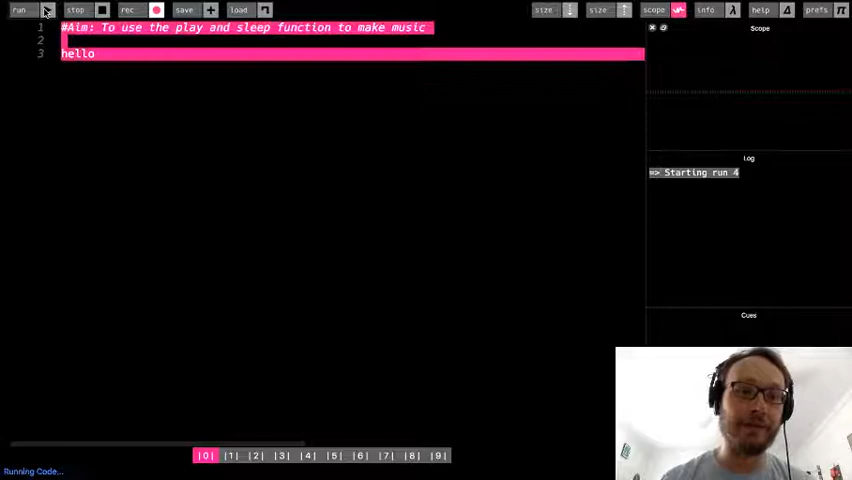 run stop rec save load size size scope info help prefs
1 #Aim: To use the play and sleep function to make music
2
3 hello
Scope
Log
=> Starting run 4
Cues
|0| |1| |2| |3| |4| |5| |6| |7| |8| |9|
Running Code...